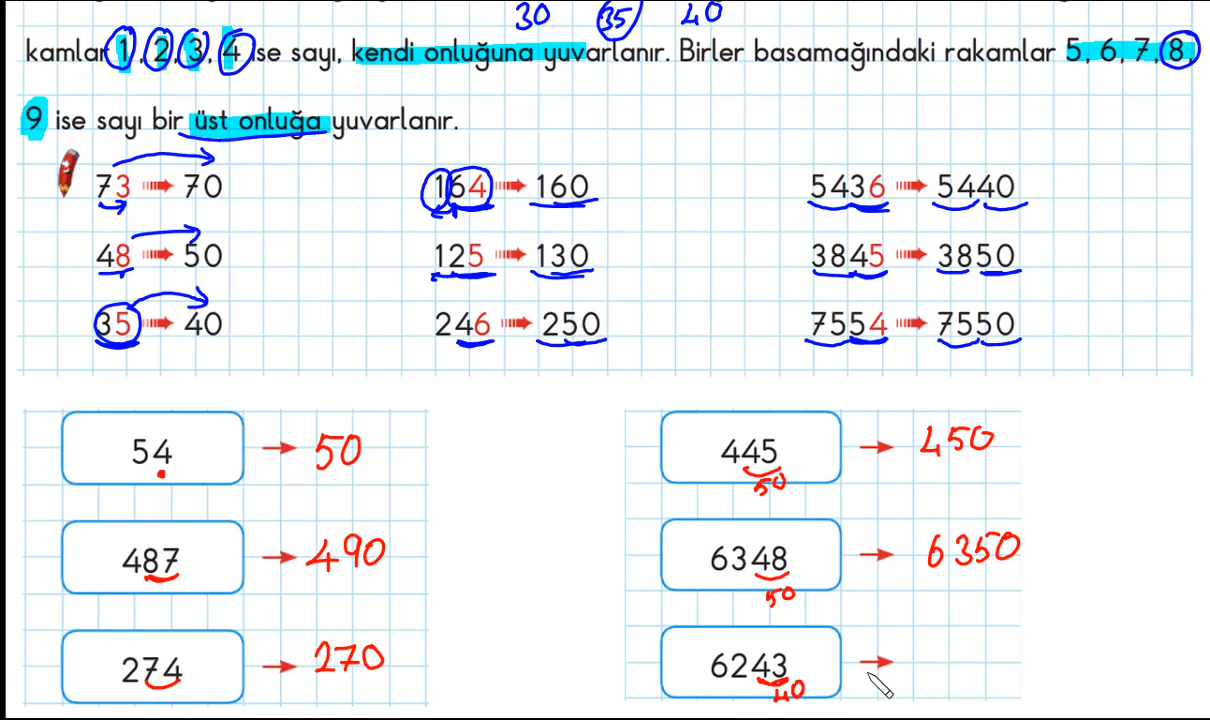 30 35 40
kamlar 1, 2, 3, 4 ise sayı, kendi onluğuna yuvarlanır. Birler basamağındaki rakamlar 5, 6, 7, 8,
9 ise sayı bir üst onluğa yuvarlanır.
73 70 164 160 5436 5440
48 50 125 130 3845 3850
35 40 246 250 7554 7550
54 50
487 490
274 270
445 450
50
6348 6350
50
6243
40